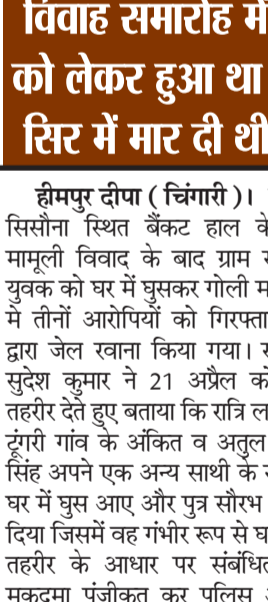 विवाह समारोह में
को लेकर हुआ था
सिर में मार दी थी
हीमपुर दीपा ( चिंगारी )।
सिसौना स्थित बैंकट हाल के
मामूली विवाद के बाद ग्राम
युवक को घर में घुसकर गोली म
मे तीनों आरोपियों को गिरफ्ता
द्वारा जेल रवाना किया गया।
सुदेश कुमार ने 21 अप्रैल को
तहरीर देते हुए बताया कि रात्रि ल
टूंगरी गांव के अंकित व अतुल
सिंह अपने एक अन्य साथी के
घर में घुस आए और पुत्र सौरभ
दिया जिसमें वह गंभीर रूप से घ
तहरीर के आधार पर संबंधित
मुकदमा पंजीकृत कर पुलिस